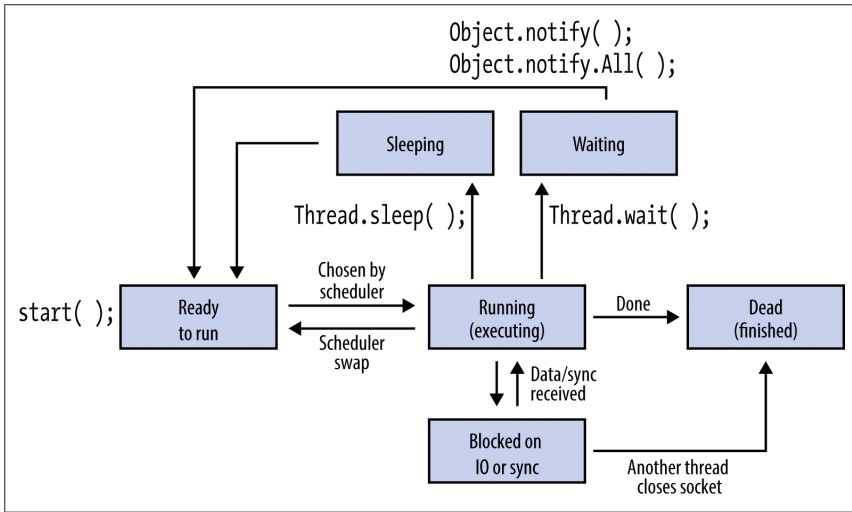 Object.notify( );
Object.notify.All( );
Sleeping
Waiting
Thread.sleep( );
Thread.wait( );
start( );
Ready
to run
Chosen by
scheduler
Scheduler
swap
Running
(executing)
Done
Dead
(finished)
Data/sync
received
Blocked on
IO or sync
Another thread
closes socket